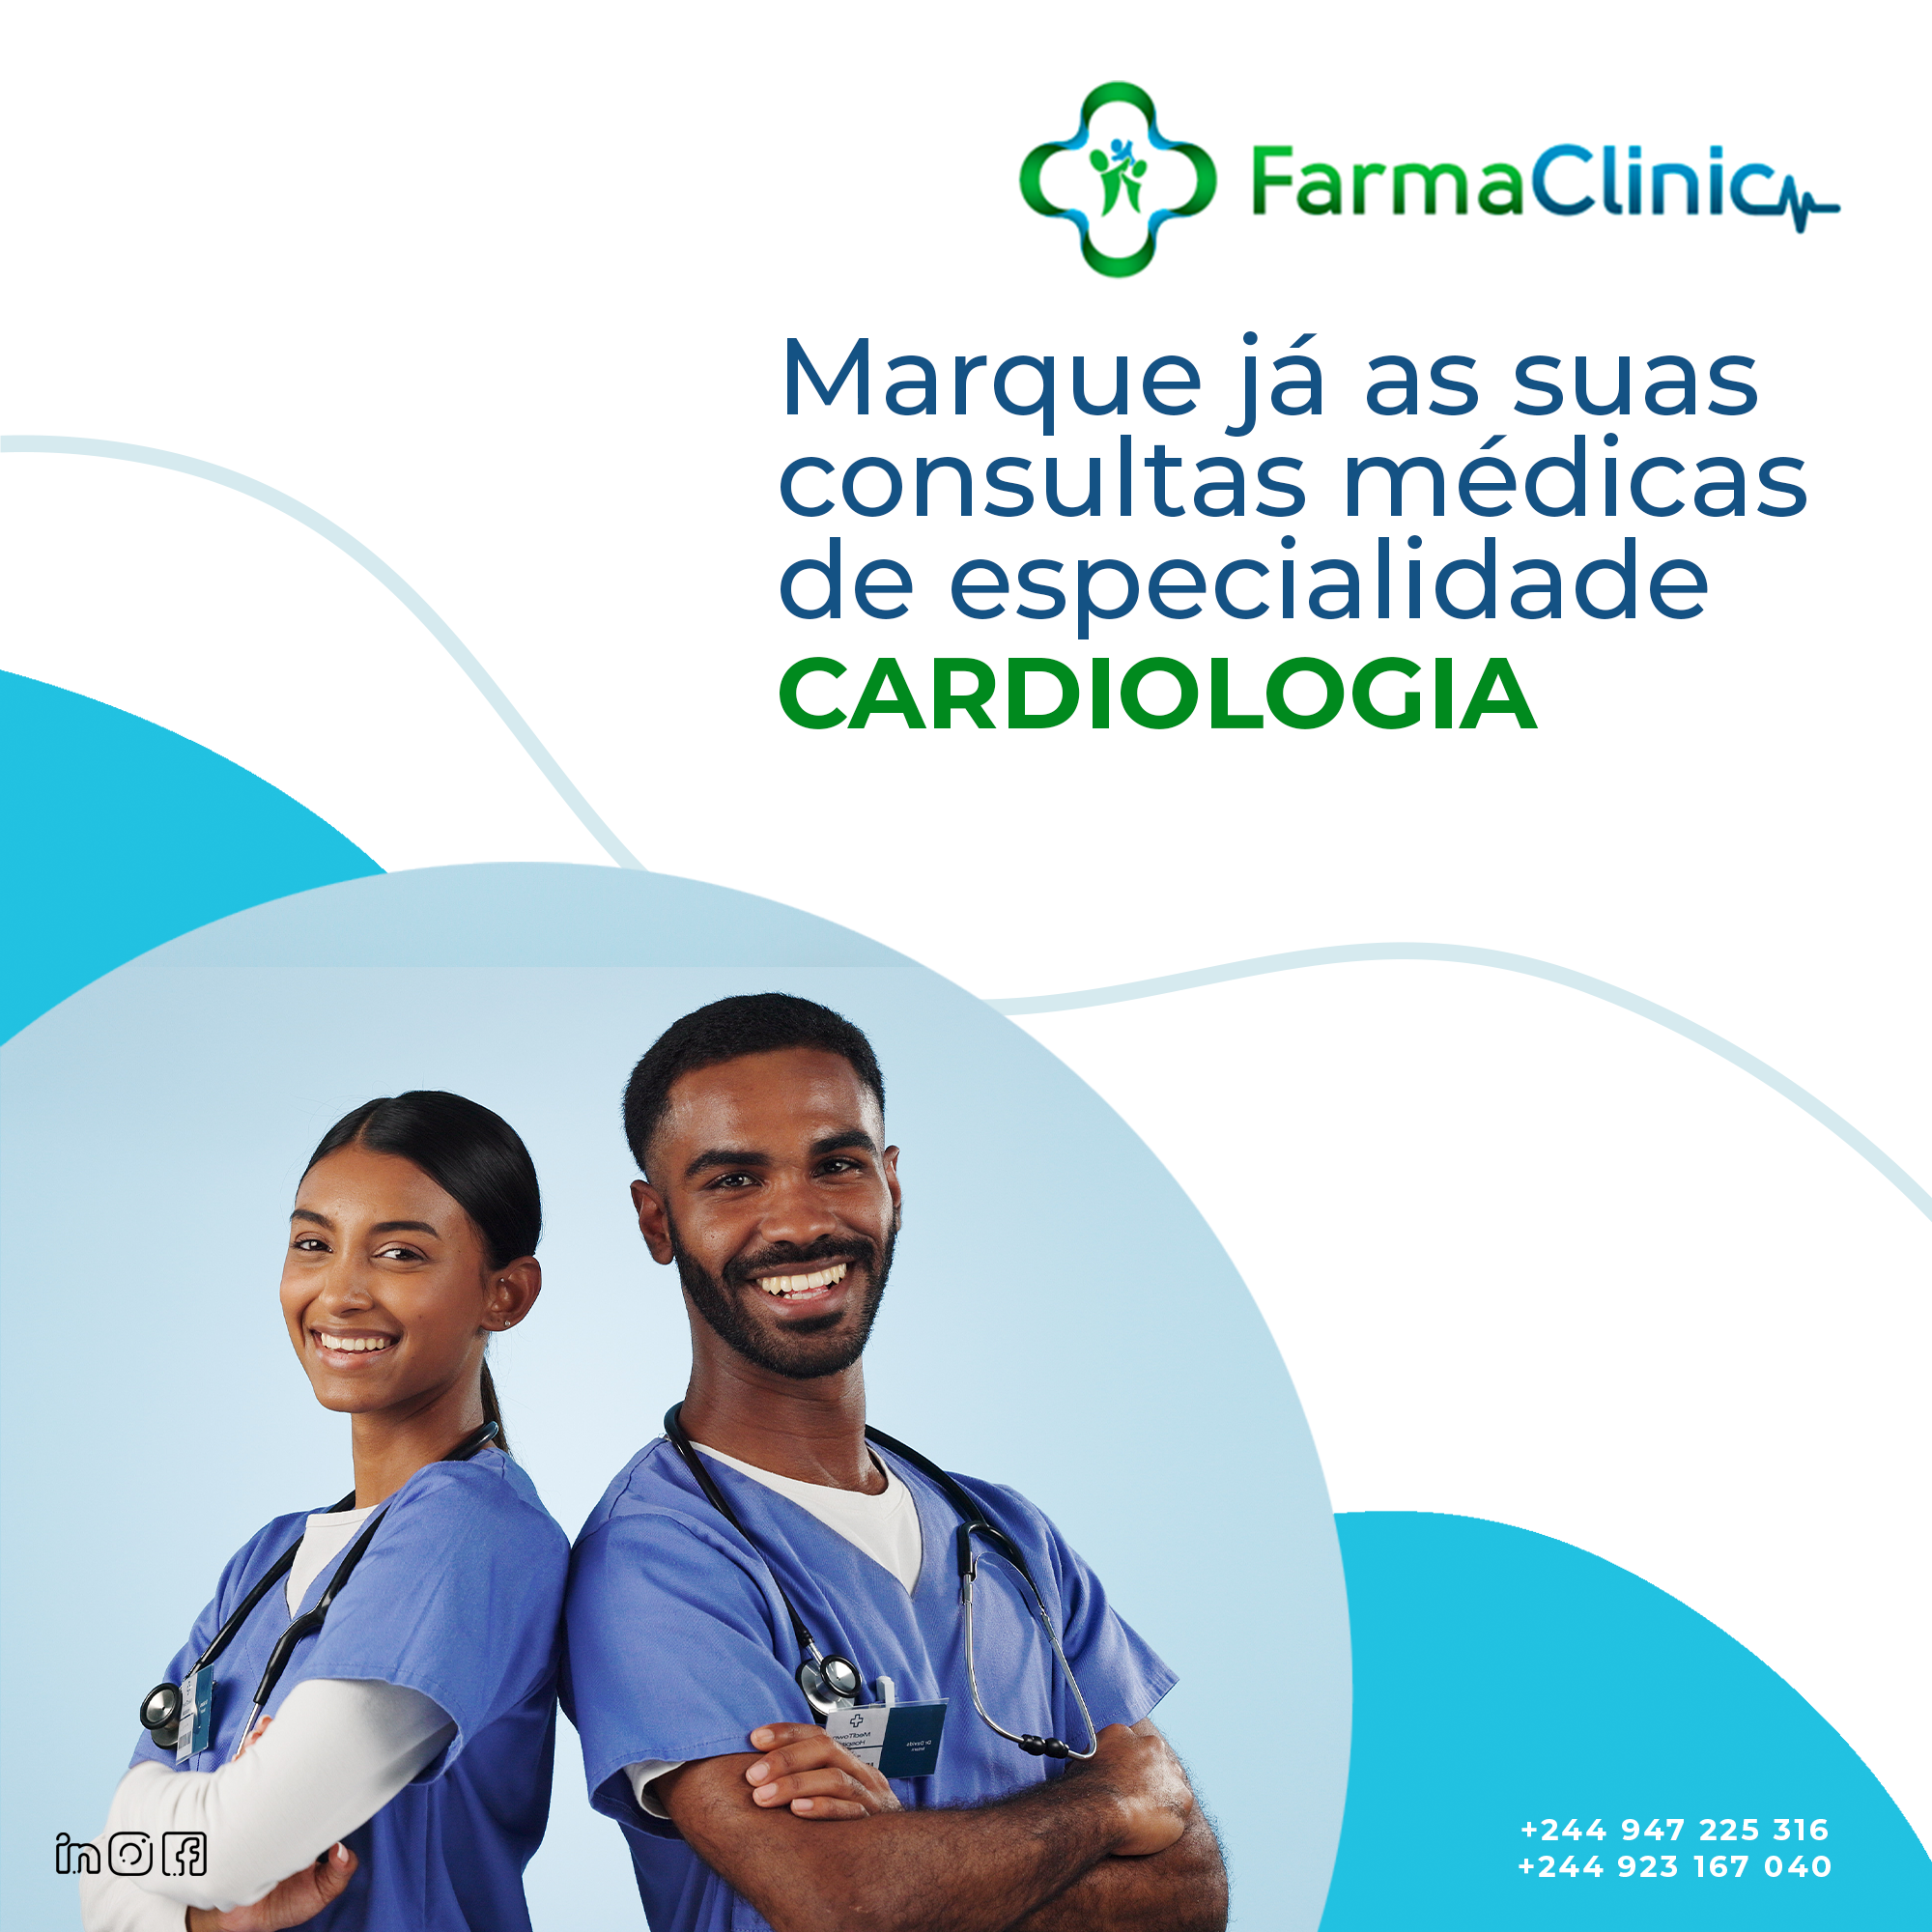 FarmaClinic
Marque já as suas
consultas médicas
de especialidade
CARDIOLOGIA
+244 947 225 316
+244 923 167 040